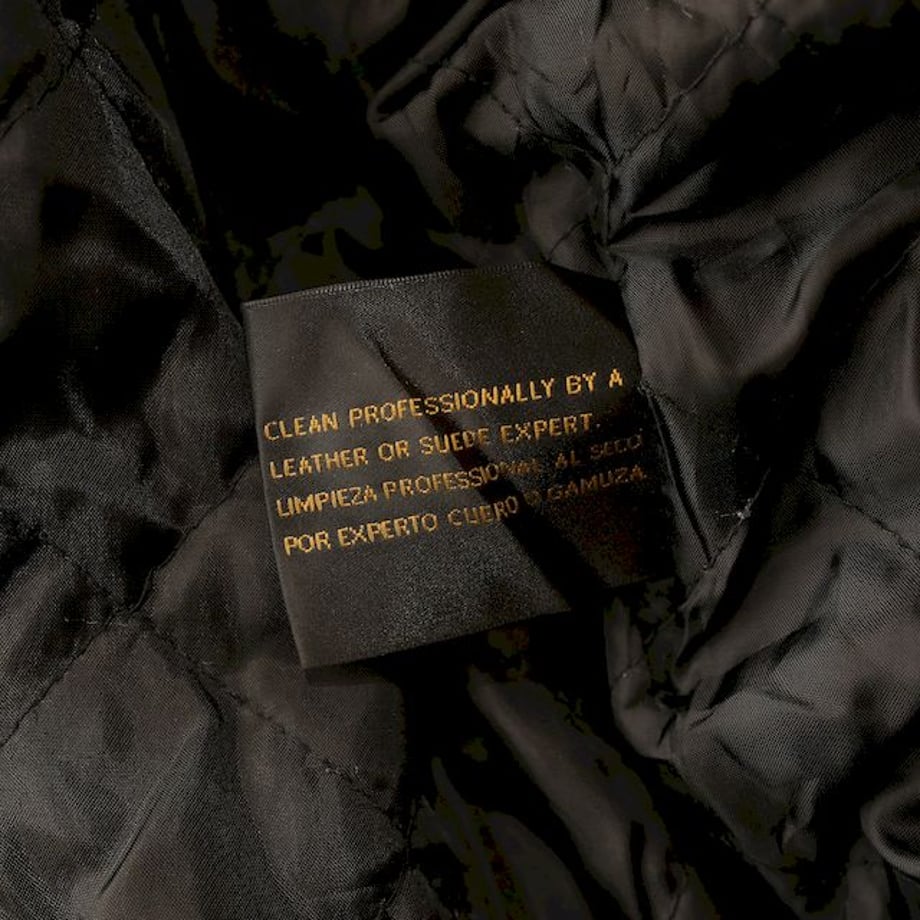 CLEAN PROFESSIONALLY BY A
LEATHER OR SUEDE EXPERT.
LIMPIEZA PROFESSIONAL AL SECO
POR EXPERTO CUERO O GAMUZA